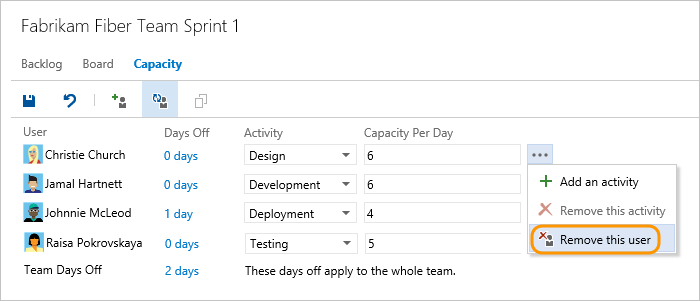 Fabrikam Fiber Team Sprint 1
Backlog Board Capacity
User Days Off Activity Capacity Per Day
Christie Church 0 days Design 6
Jamal Hartnett 0 days Development 6
Johnnie McLeod 1 day Deployment 4
Raisa Pokrovskaya 0 days Testing 5
Team Days Off 2 days These days off apply to the whole team.
Add an activity
Remove this activity
Remove this user